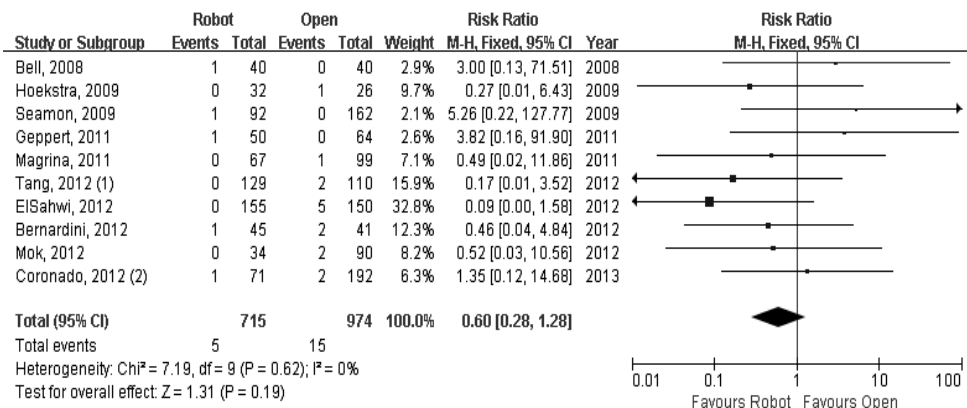 Robot Open Risk Ratio Risk Ratio
Study or Subgroup Events Total Events Total Weight M-H, Fixed, 95% CI Year M-H, Fixed, 95% CI
Bell, 2008 1 40 0 40 2.9% 3.00 [0.13, 71.51] 2008
Hoekstra, 2009 0 32 1 26 9.7% 0.27 [0.01, 6.43] 2009
Seamon, 2009 1 92 0 162 2.1% 5.26 [0.22, 127.77] 2009
Geppert, 2011 1 50 0 64 2.6% 3.82 [0.16, 91.90] 2011
Magrina, 2011 0 67 1 99 7.1% 0.49 [0.02, 11.86] 2011
Tang, 2012 (1) 0 129 2 110 15.9% 0.17 [0.01, 3.52] 2012
ElSahwi, 2012 0 155 5 150 32.8% 0.09 [0.00, 1.58] 2012
Bernardini, 2012 1 45 2 41 12.3% 0.46 [0.04, 4.84] 2012
Mok, 2012 0 34 2 90 8.2% 0.52 [0.03, 10.56] 2012
Coronado, 2012 (2) 1 71 2 192 6.3% 1.35 [0.12, 14.68] 2013
Total (95% CI) 715 974 100.0% 0.60 [0.28, 1.28]
Total events 5 15
Heterogeneity: Chi² = 7.19, df = 9 (P = 0.62); I² = 0%
Test for overall effect: Z = 1.31 (P = 0.19)
0.01 0.1 1 10 100
Favours Robot Favours Open